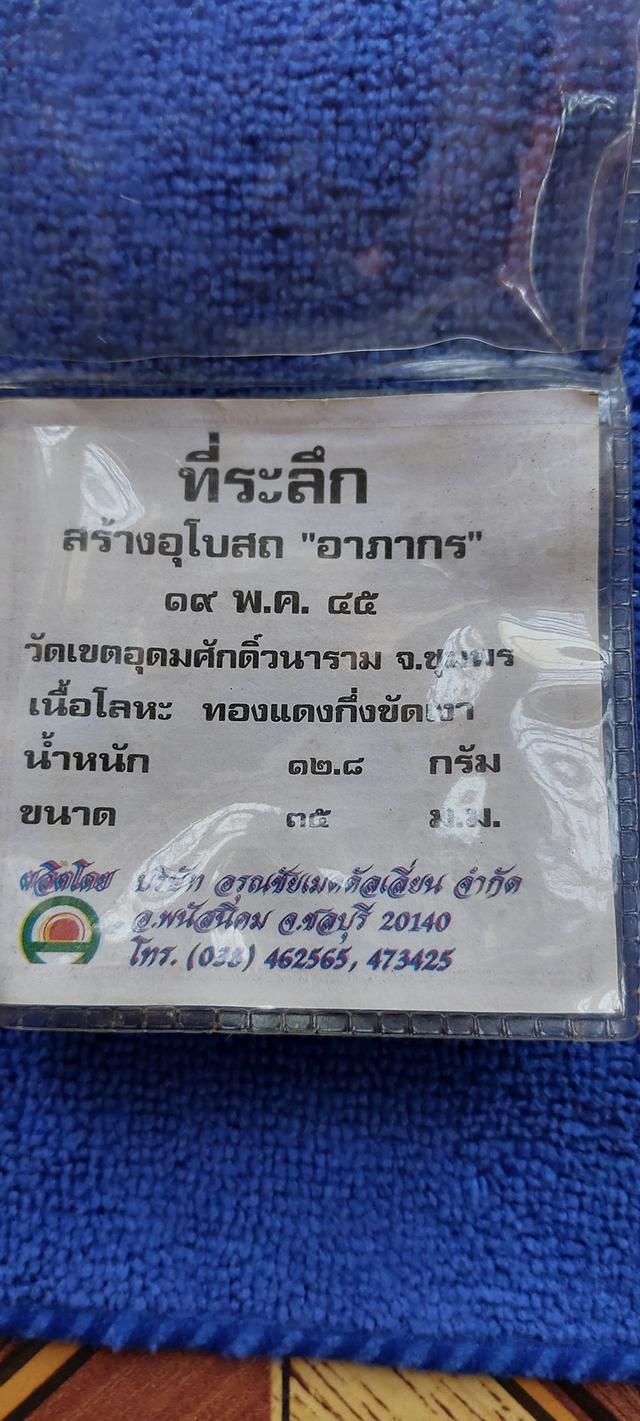 ที่ระลึก
สร้างอุโบสถ "อาภากร"
๑๙ พ.ค. ๔๕
วัดเขตอุดมศักดิ์วนาราม จ.ชุมพร
เนื้อโลหะ ทองแดงกึ่งขัดเงา
น้ำหนัก ๑๒.๘ กรัม
ขนาด ๓๕ ม.ม.
ผลิตโดย บริษัท อรุณชัยเมดดัลเลี่ยน จำกัด
อ.พนัสนิคม จ.ชลบุรี 20140
โทร. (038) 462565, 473425